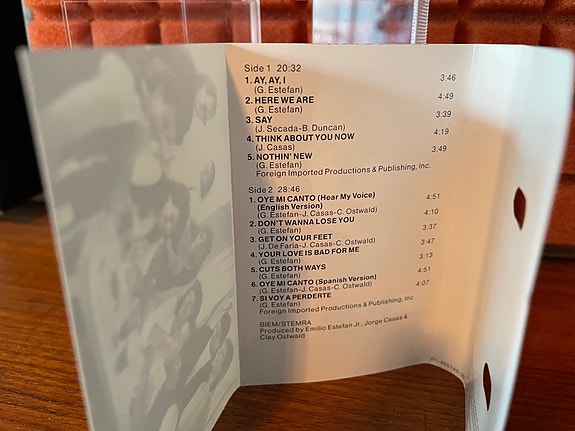 Side 1 20:32
1. AY, AY, I 3:46
(G. Estefan)
2. HERE WE ARE 4:49
(G. Estefan)
3. SAY 3:39
(J. Secada-B. Duncan)
4. THINK ABOUT YOU NOW 4:19
(J. Casas)
5. NOTHIN' NEW 3:49
(G. Estefan)
Foreign Imported Productions & Publishing, Inc.
Side 2 28:46
1. OYE MI CANTO (Hear My Voice) 4:51
(English Version)
(G. Estefan-J. Casas-C. Ostwald)
2. DON'T WANNA LOSE YOU 4:10
(G. Estefan)
3. GET ON YOUR FEET 3:37
(J. De Faria-J. Casas-C. Ostwald)
4. YOUR LOVE IS BAD FOR ME 3:47
(G. Estefan)
5. CUTS BOTH WAYS 3:13
(G. Estefan)
6. OYE MI CANTO (Spanish Version) 4:51
(G. Estefan-J. Casas-C. Ostwald)
7. SI VOY A PERDERTE 4:07
(G. Estefan)
Foreign Imported Productions & Publishing, Inc.
BIEM/STEMRA
Produced by Emilio Estefan Jr., Jorge Casas &
Clay Ostwald